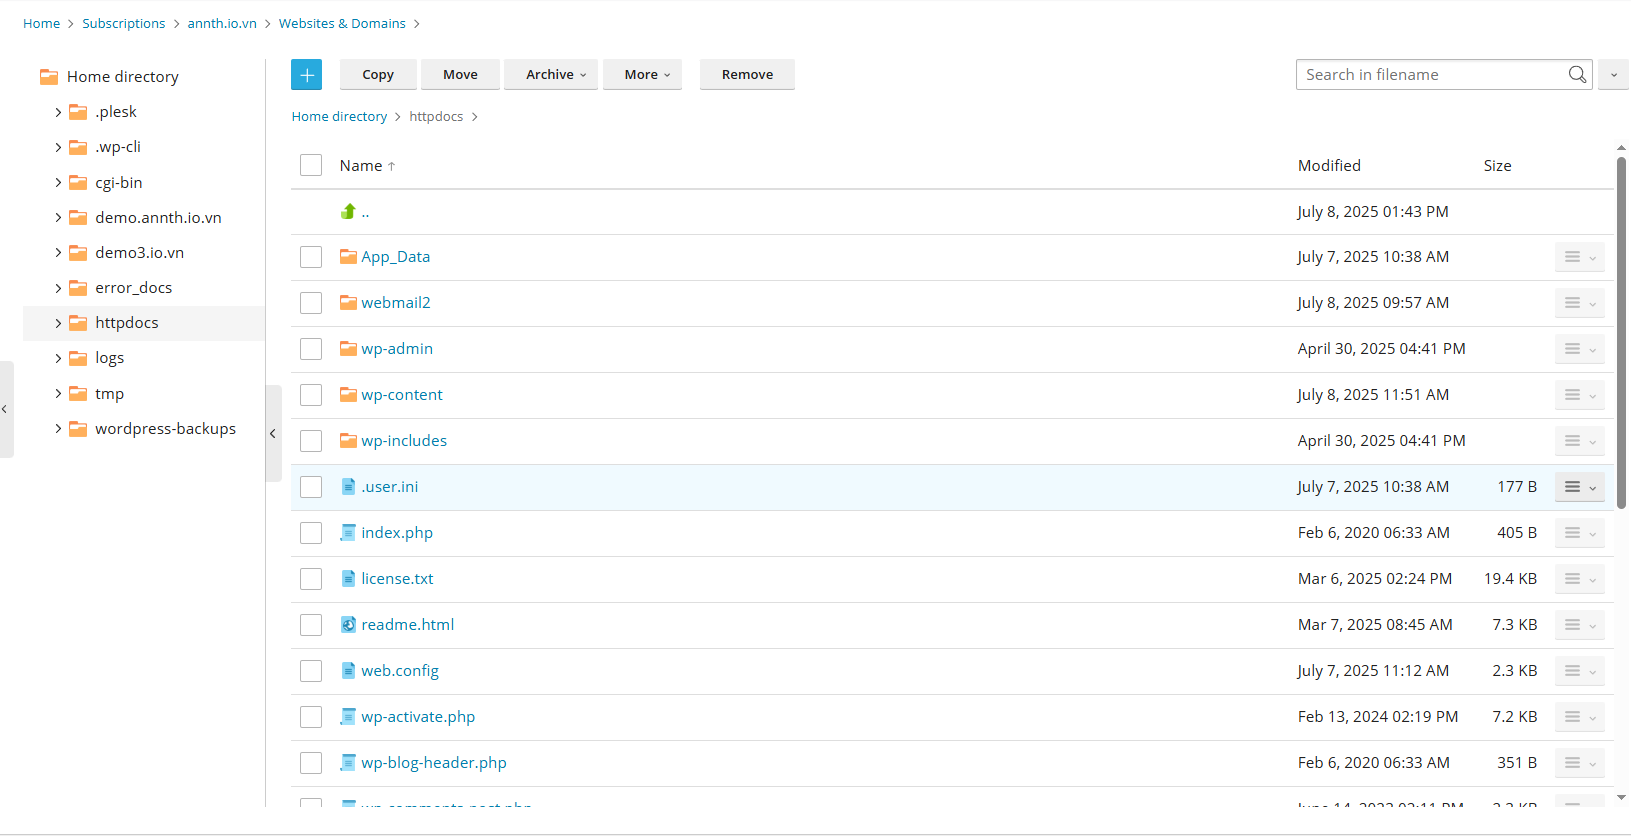 Home > Subscriptions > annth.io.vn > Websites & Domains >
Home directory
.plesk
.wp-cli
cgi-bin
demo.annth.io.vn
demo3.io.vn
error_docs
httpdocs
logs
tmp
wordpress-backups
+ Copy Move Archive More Remove Search in filename
Home directory > httpdocs >
Name ↑ Modified Size
.. July 8, 2025 01:43 PM
App_Data July 7, 2025 10:38 AM
webmail2 July 8, 2025 09:57 AM
wp-admin April 30, 2025 04:41 PM
wp-content July 8, 2025 11:51 AM
wp-includes April 30, 2025 04:41 PM
.user.ini July 7, 2025 10:38 AM 177 B
index.php Feb 6, 2020 06:33 AM 405 B
license.txt Mar 6, 2025 02:24 PM 19.4 KB
readme.html Mar 7, 2025 08:45 AM 7.3 KB
web.config July 7, 2025 11:12 AM 2.3 KB
wp-activate.php Feb 13, 2024 02:19 PM 7.2 KB
wp-blog-header.php Feb 6, 2020 06:33 AM 351 B
wp-comments-post.php